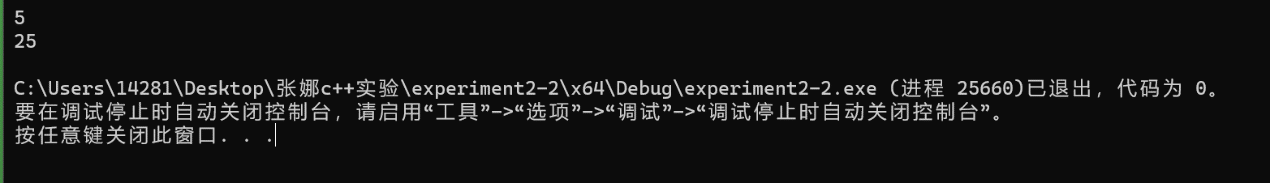 5
25
C:\Users\14281\Desktop\张娜c++实验\experiment2-2\x64\Debug\experiment2-2.exe (进程 25660)已退出，代码为 0。
要在调试停止时自动关闭控制台，请启用“工具”->“选项”->“调试”->“调试停止时自动关闭控制台”。
按任意键关闭此窗口. . .